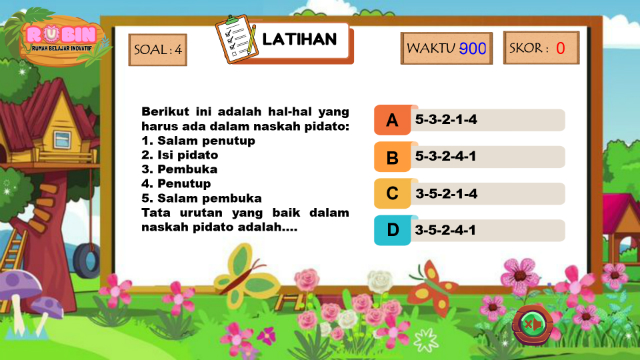 RUBIN
RUMAH BELAJAR INOVATIF
SOAL : 4
LATIHAN
WAKTU :900
SKOR : 0
Berikut ini adalah hal-hal yang
harus ada dalam naskah pidato:
1. Salam penutup
2. Isi pidato
3. Pembuka
4. Penutup
5. Salam pembuka
Tata urutan yang baik dalam
naskah pidato adalah....
A 5-3-2-1-4
B 5-3-2-4-1
C 3-5-2-1-4
D 3-5-2-4-1